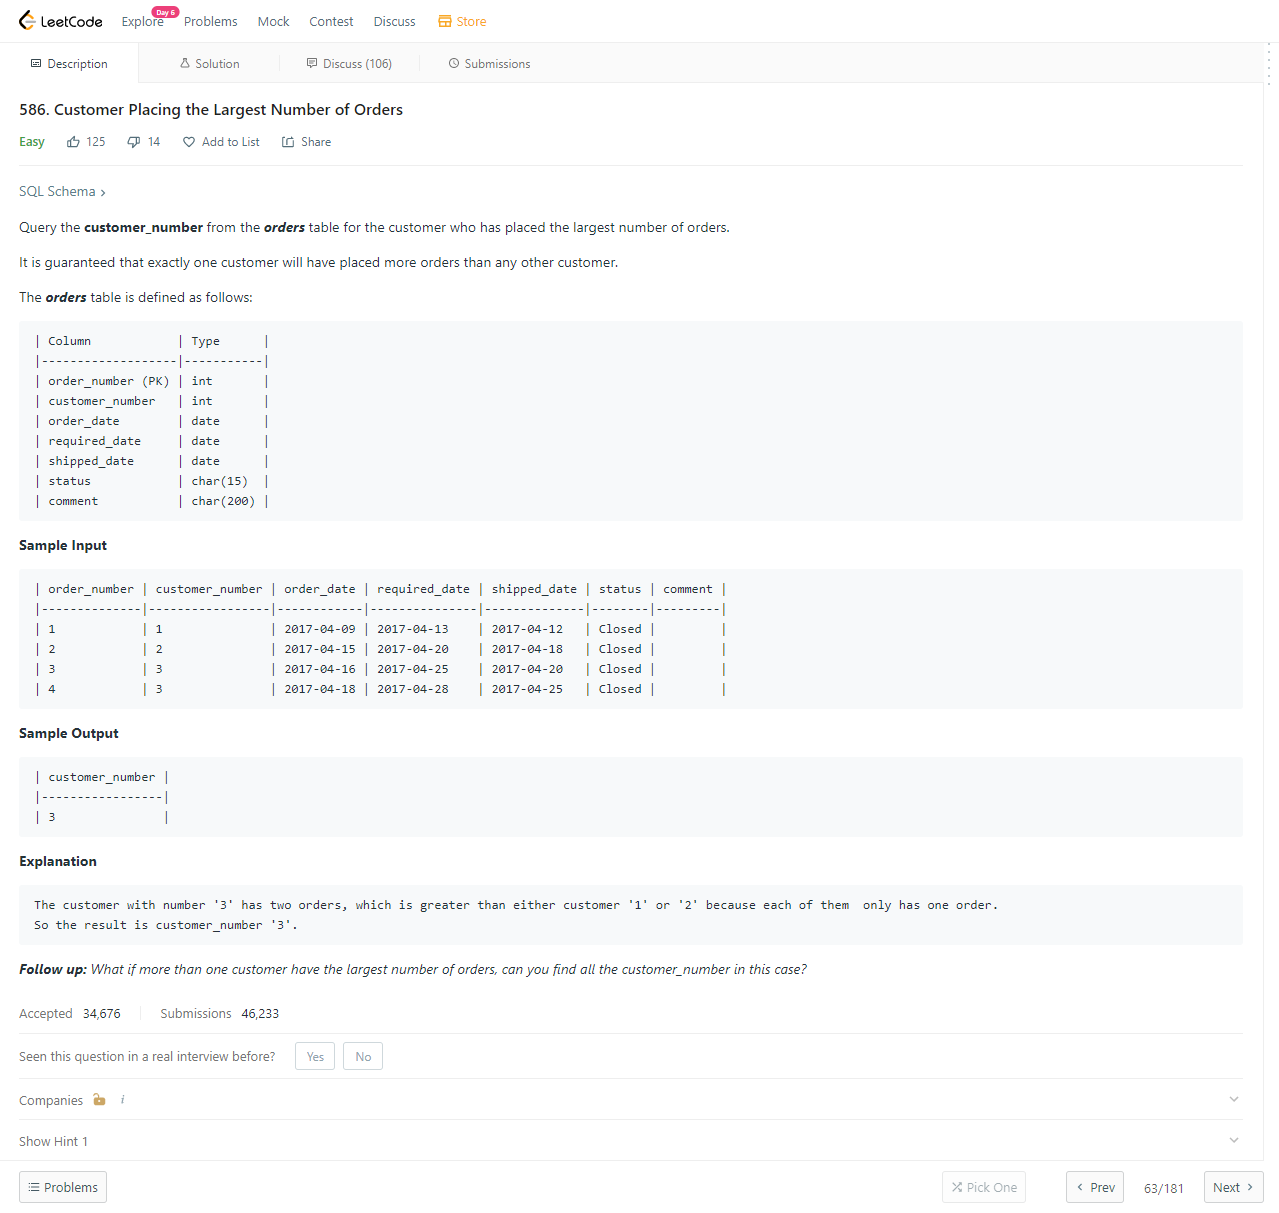 LeetCode Explore Day 6 Problems Mock Contest Discuss Store
Description Solution Discuss (106) Submissions
586. Customer Placing the Largest Number of Orders
Easy 125 14 Add to List Share
SQL Schema >
Query the customer_number from the orders table for the customer who has placed the largest number of orders.
It is guaranteed that exactly one customer will have placed more orders than any other customer.
The orders table is defined as follows:
| Column            | Type      |
|-------------------|-----------|
| order_number (PK) | int       |
| customer_number   | int       |
| order_date        | date      |
| required_date     | date      |
| shipped_date      | date      |
| status            | char(15)  |
| comment           | char(200) |
Sample Input
| order_number | customer_number | order_date | required_date | shipped_date | status | comment |
|--------------|-----------------|------------|---------------|--------------|--------|---------|
| 1            | 1               | 2017-04-09 | 2017-04-13    | 2017-04-12   | Closed |         |
| 2            | 2               | 2017-04-15 | 2017-04-20    | 2017-04-18   | Closed |         |
| 3            | 3               | 2017-04-16 | 2017-04-25    | 2017-04-20   | Closed |         |
| 4            | 3               | 2017-04-18 | 2017-04-28    | 2017-04-25   | Closed |         |
Sample Output
| customer_number |
|-----------------|
| 3               |
Explanation
The customer with number '3' has two orders, which is greater than either customer '1' or '2' because each of them  only has one order.
So the result is customer_number '3'.
Follow up: What if more than one customer have the largest number of orders, can you find all the customer_number in this case?
Accepted 34,676 Submissions 46,233
Seen this question in a real interview before? Yes No
Companies i
Show Hint 1
Problems Pick One < Prev 63/181 Next >